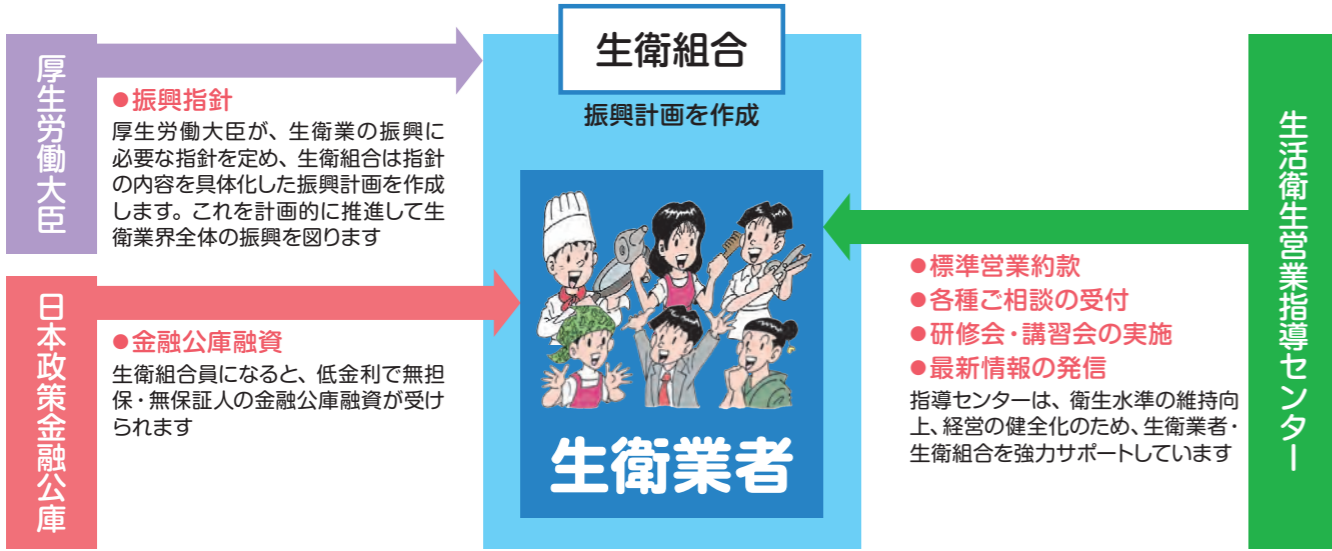 厚生労働大臣
●振興指針
厚生労働大臣が、生衛業の振興に
必要な指針を定め、生衛組合は指針
の内容を具体化した振興計画を作成
します。これを計画的に推進して生
衛業界全体の振興を図ります
日本政策金融公庫
●金融公庫融資
生衛組合員になると、低金利で無担
保・無保証人の金融公庫融資が受け
られます
生衛組合
振興計画を作成
生衛業者
●標準営業約款
●各種ご相談の受付
●研修会・講習会の実施
●最新情報の発信
指導センターは、衛生水準の維持向
上、経営の健全化のため、生衛業者・
生衛組合を強力サポートしています
生活衛生営業指導センター